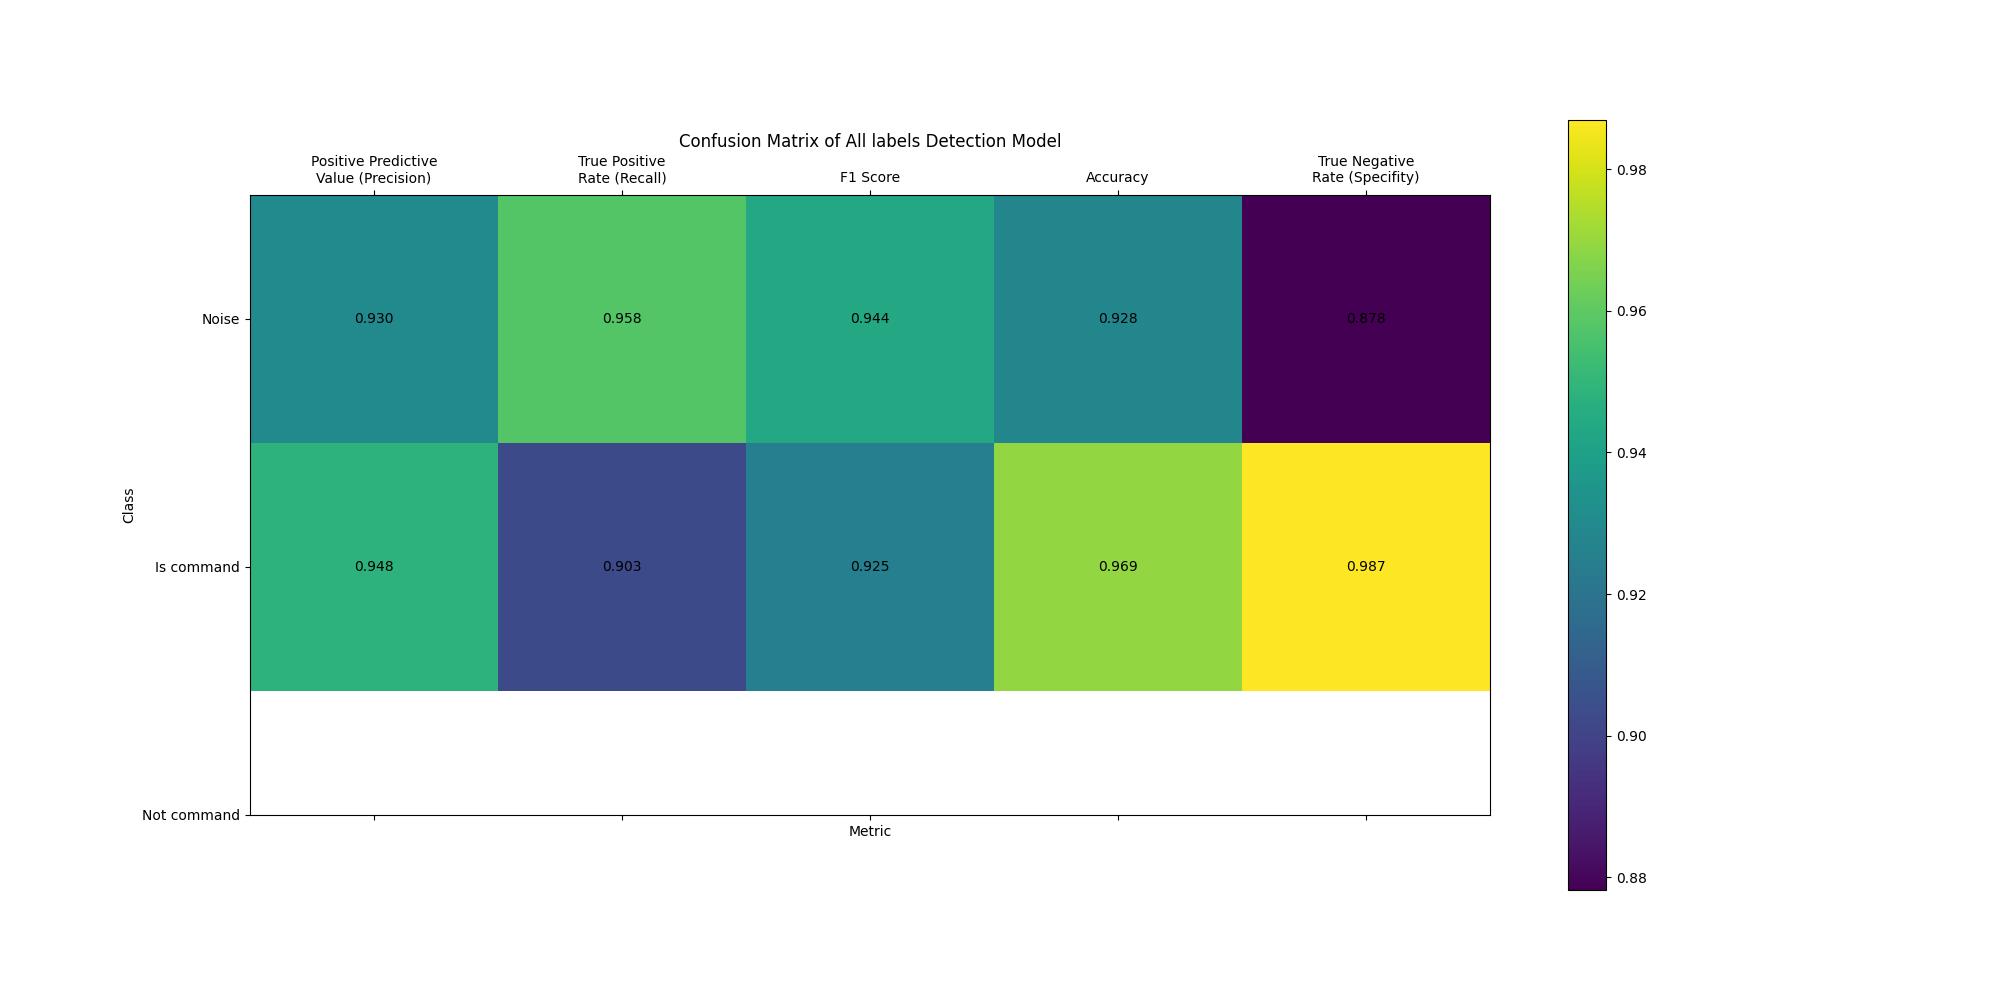 Confusion Matrix of All labels Detection Model
Positive Predictive
Value (Precision)
True Positive
Rate (Recall)
F1 Score
Accuracy
True Negative
Rate (Specifity)
Noise
0.930
0.958
0.944
0.928
0.878
Class
Is command
0.948
0.903
0.925
0.969
0.987
Not command
Metric
0.98
0.96
0.94
0.92
0.90
0.88